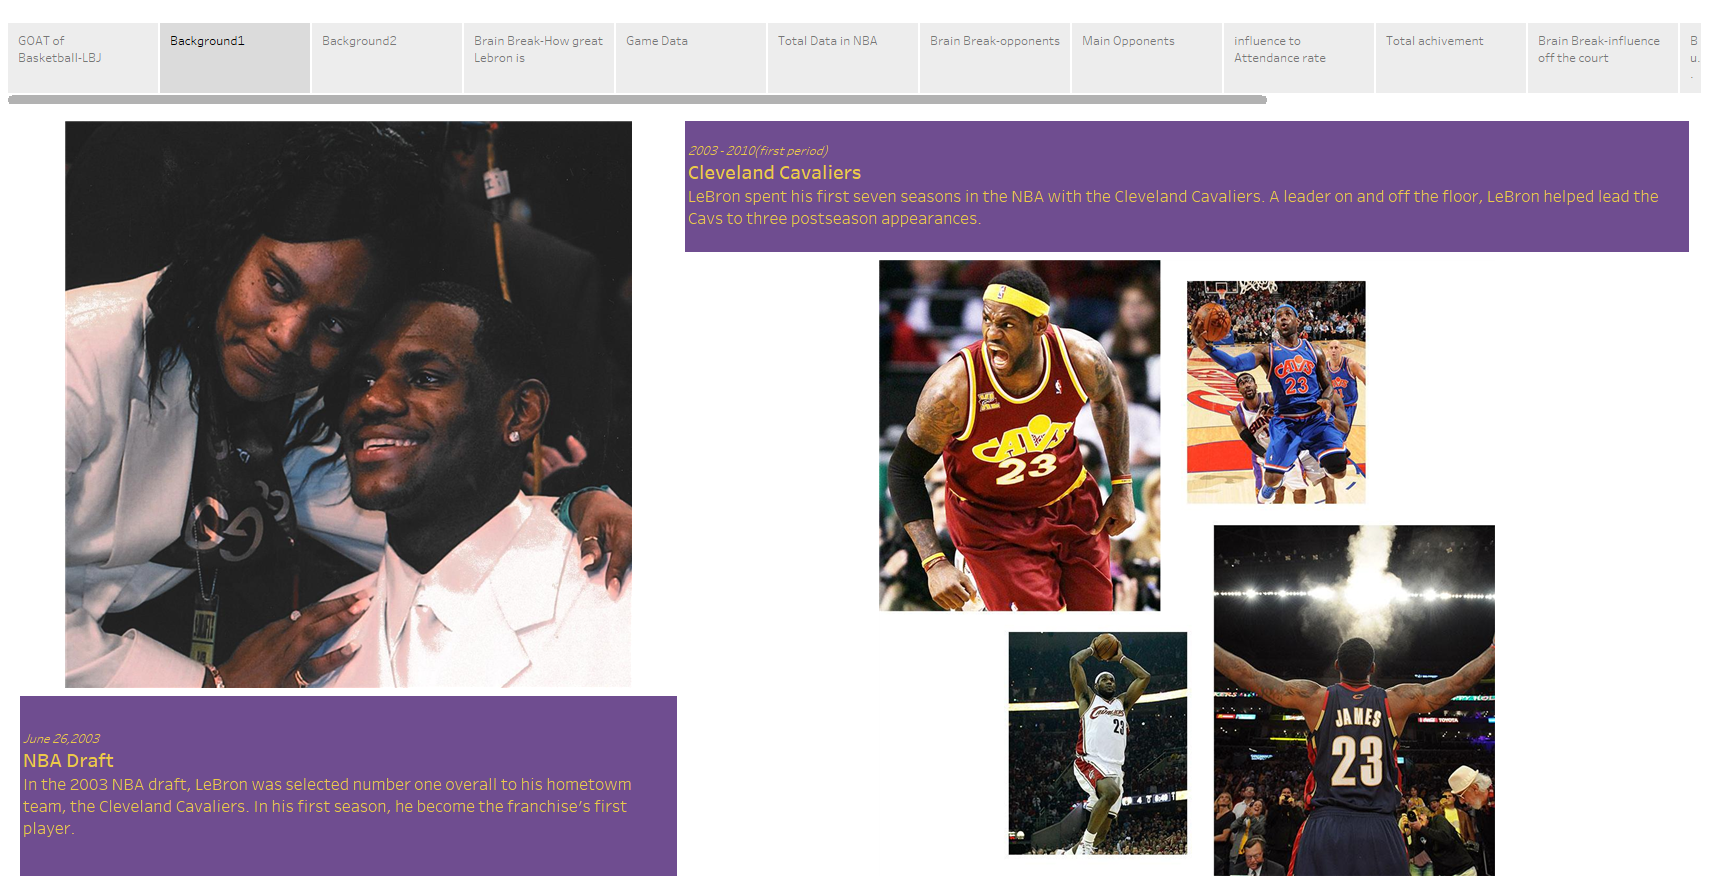 GOAT of
Basketball-LBJ
Background1
Background2
Brain Break-How great
Lebron is
Game Data
Total Data in NBA
Brain Break-opponents
Main Opponents
influence to
Attendance rate
Total achivement
Brain Break-influence
off the court
B
u.
.
2003 - 2010(first period)
Cleveland Cavaliers
LeBron spent his first seven seasons in the NBA with the Cleveland Cavaliers. A leader on and off the floor, LeBron helped lead the
Cavs to three postseason appearances.
CAVS
23
CAVS
23
Cavaliers
23
JAMES
23
TOYOTA
June 26,2003
NBA Draft
In the 2003 NBA draft, LeBron was selected number one overall to his hometowm
team, the Cleveland Cavaliers. In his first season, he become the franchise's first
player.